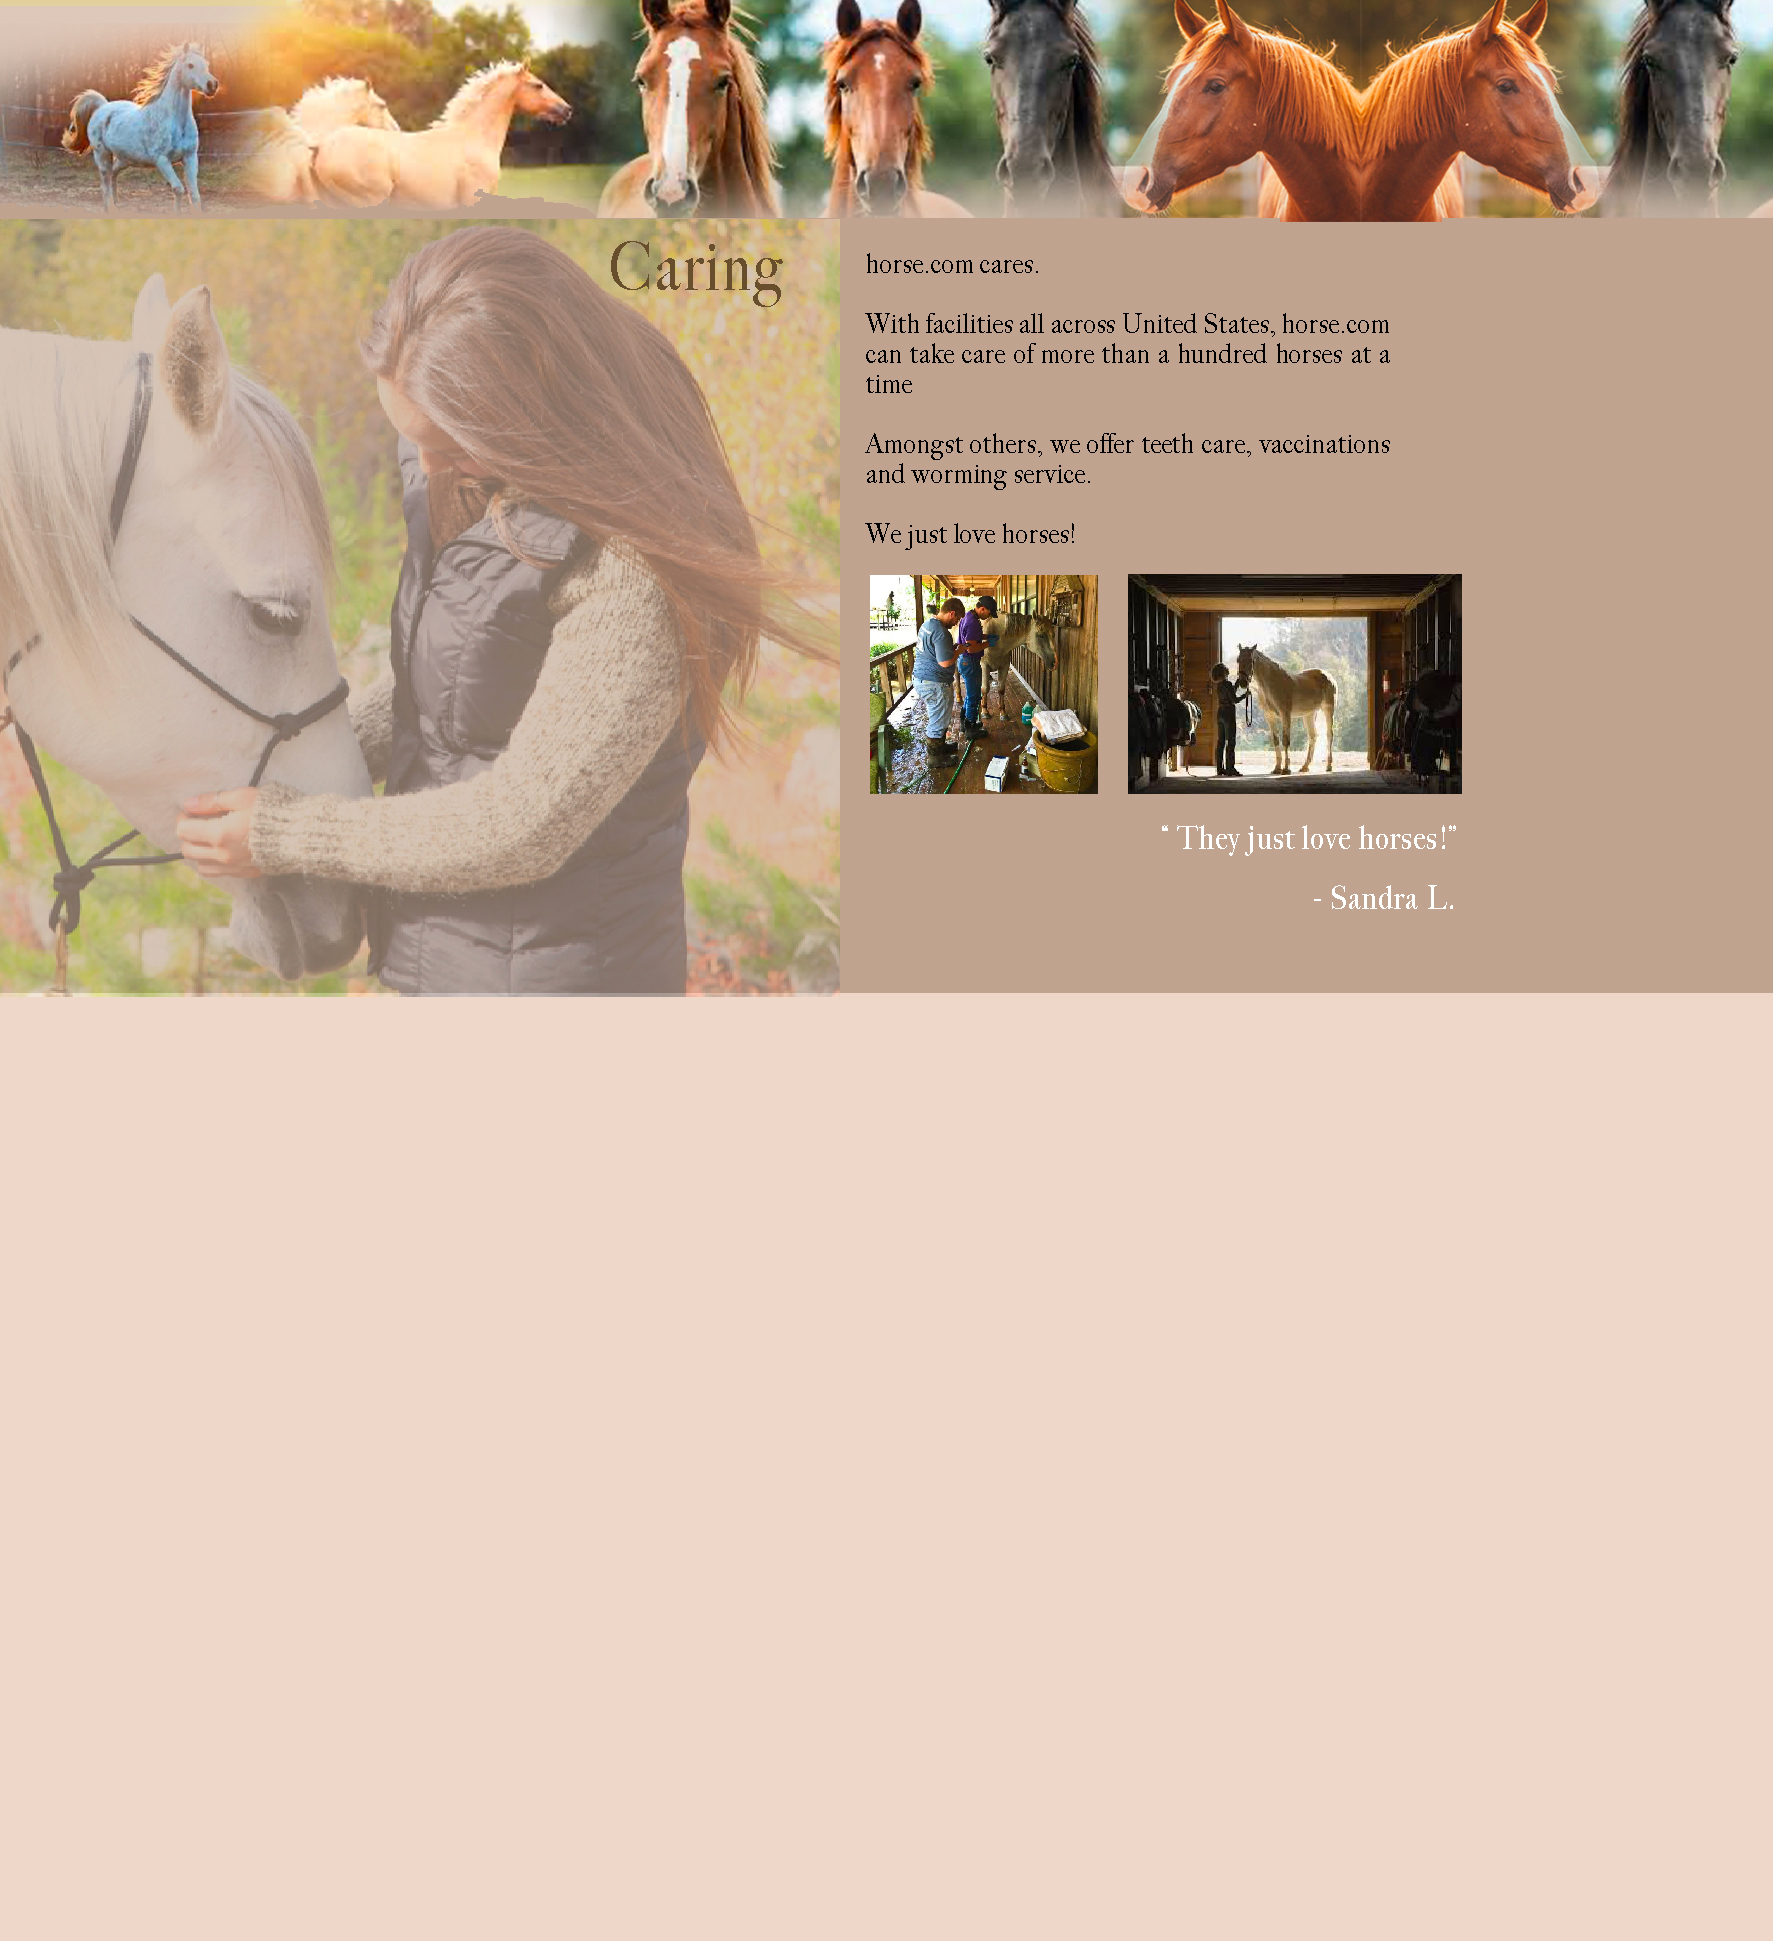 Caring
horse.com cares.
With facilities all across United States, horse.com
can take care of more than a hundred horses at a
time
Amongst others, we offer teeth care, vaccinations
and worming service.
We just love horses!
“ They just love horses!”
- Sandra L.